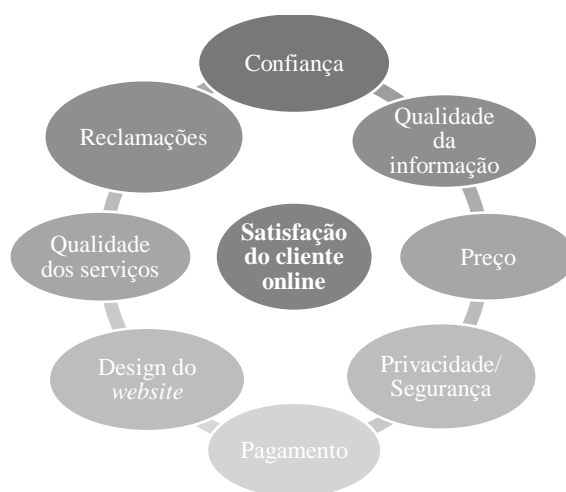 Confiança
Qualidade
da
informação
Preço
Privacidade/
Segurança
Pagamento
Design do
website
Qualidade
dos serviços
Reclamações
Satisfação
do cliente
online